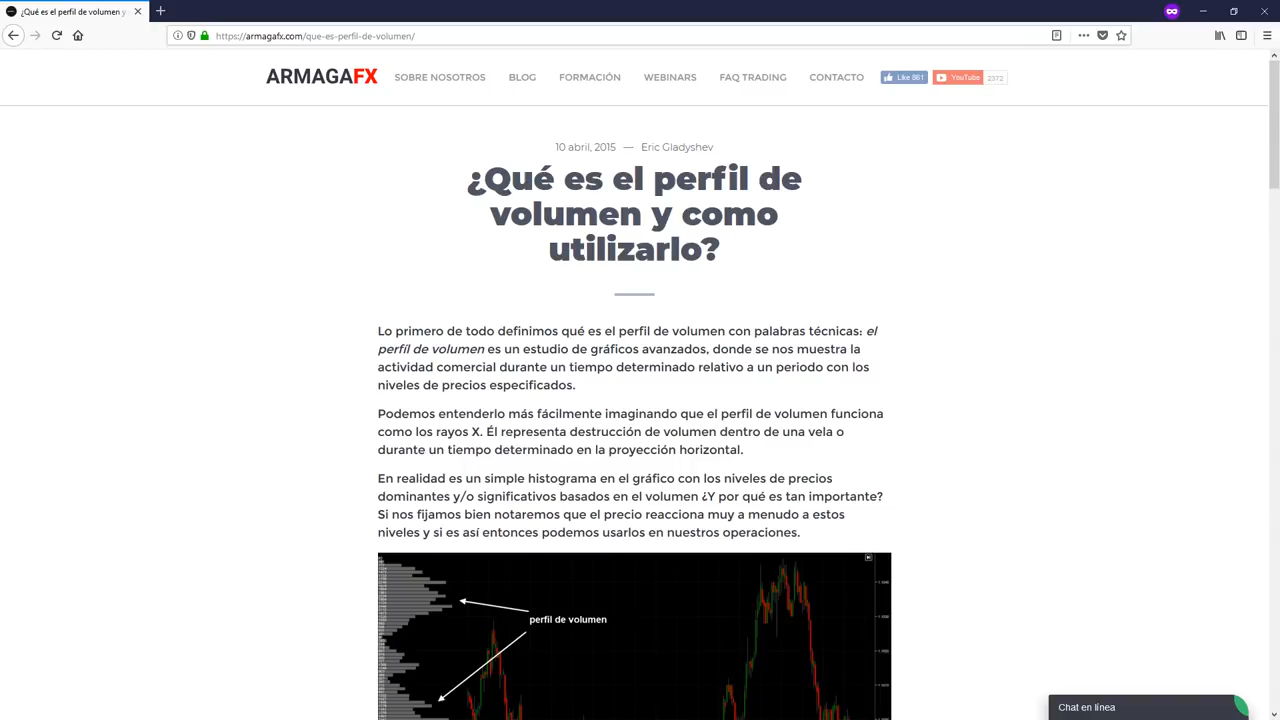 ¿Qué es el perfil de volumen y
https://armagafx.com/que-es-perfil-de-volumen/
ARMAGAFX
SOBRE NOSOTROS
BLOG
FORMACIÓN
WEBINARS
FAQ TRADING
CONTACTO
Like 861
YouTube
2372
10 abril, 2015 — Eric Gladyshev
¿Qué es el perfil de
volumen y como
utilizarlo?
Lo primero de todo definimos qué es el perfil de volumen con palabras técnicas: el
perfil de volumen es un estudio de gráficos avanzados, donde se nos muestra la
actividad comercial durante un tiempo determinado relativo a un periodo con los
niveles de precios especificados.
Podemos entenderlo más fácilmente imaginando que el perfil de volumen funciona
como los rayos X. Él representa destrucción de volumen dentro de una vela o
durante un tiempo determinado en la proyección horizontal.
En realidad es un simple histograma en el gráfico con los niveles de precios
dominantes y/o significativos basados en el volumen ¿Y por qué es tan importante?
Si nos fijamos bien notaremos que el precio reacciona muy a menudo a estos
niveles y si es así entonces podemos usarlos en nuestros operaciones.
perfil de volumen
Chat en línea